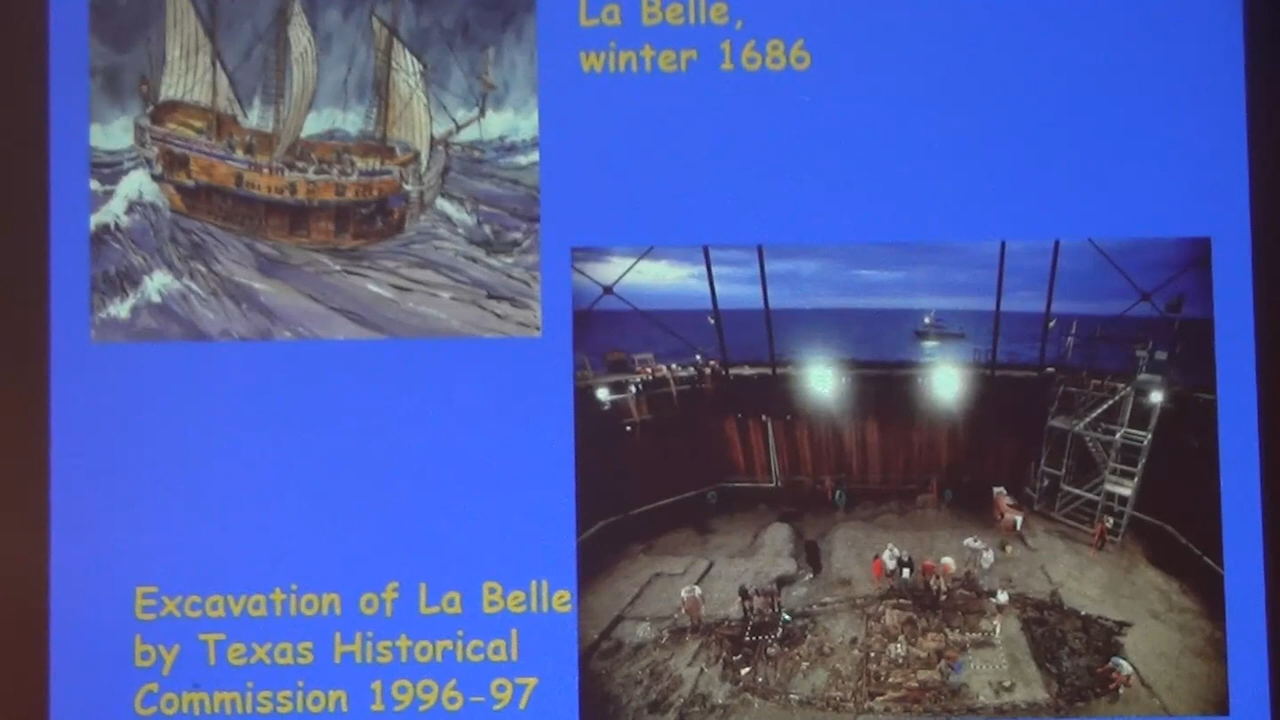 La Belle,
winter 1686
Excavation of La Belle
by Texas Historical
Commission 1996-97